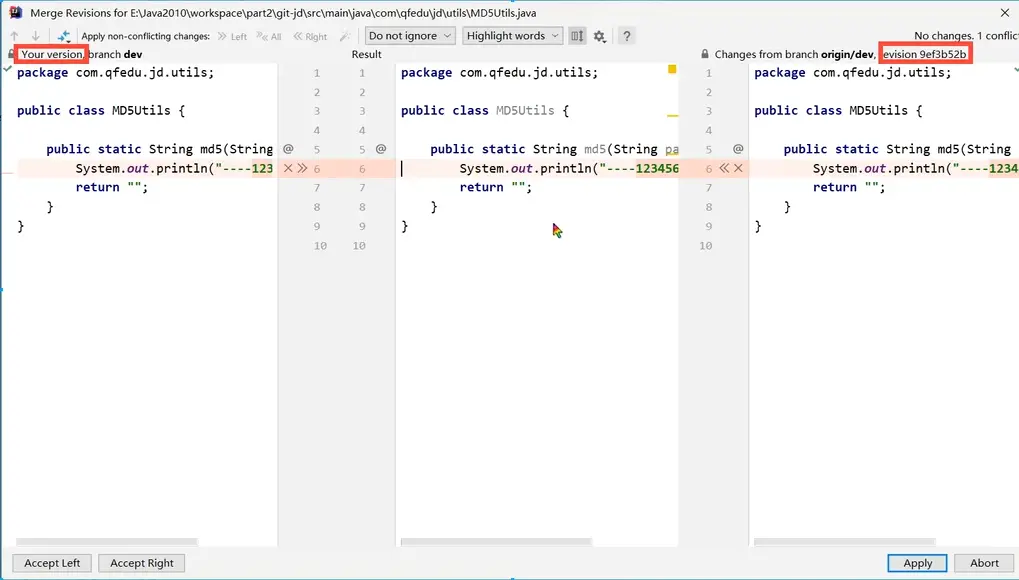 Merge Revisions for E:\Java2010\workspace\part2\git-jd\src\main\java\com\qfedu\jd\utils\MD5Utils.java
Apply non-conflicting changes: Left All Right Do not ignore Highlight words ? No changes. 1 conflic
Your version, branch dev
Result
Changes from branch origin/dev, evision 9ef3b52b
package com.qfedu.jd.utils; 1 1 package com.qfedu.jd.utils; 1 package com.qfedu.jd.utils;
2 2 2
public class MD5Utils { 3 3 public class MD5Utils { 3 public class MD5Utils {
4 4 4
public static String md5(String @ 5 5 @ public static String md5(String pa 5 @ public static String md5(String
System.out.println("----123 6 6 System.out.println("----123456 6 System.out.println("----1234
return ""; 7 7 return ""; 7 return "";
} 8 8 } 8 }
} 9 9 } 9 }
10 10 10
Accept Left Accept Right Apply Abort